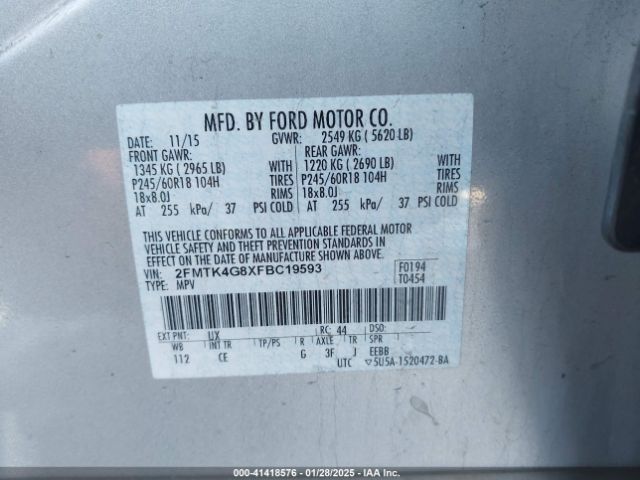 MFD. BY FORD MOTOR CO.
DATE: 11/15 GVWR: 2549 KG ( 5620 LB)
FRONT GAWR: REAR GAWR:
1345 KG ( 2965 LB) WITH 1220 KG ( 2690 LB) WITH
P245/60R18 104H TIRES P245/60R18 104H TIRES
18x8.0J RIMS 18x8.0J RIMS
AT 255 kPa/ 37 PSI COLD AT 255 kPa/ 37 PSI COLD
THIS VEHICLE CONFORMS TO ALL APPLICABLE FEDERAL MOTOR
VEHICLE SAFETY AND THEFT PREVENTION STANDARDS IN
EFFECT ON THE DATE OF MANUFACTURE SHOWN ABOVE.
VIN: 2FMTK4G8XFBC19593 F0194
TYPE: MPV T0454
EXT PNT: UX RC: 44 DSO:
WB INT TR TP/PS R AXLE TR SPR
112 CE G 3F J EEBB
UTC ▽5U5A-1520472-BA
000-41418576 \ 01/28/2025 \ IAA Holdings, LLC.